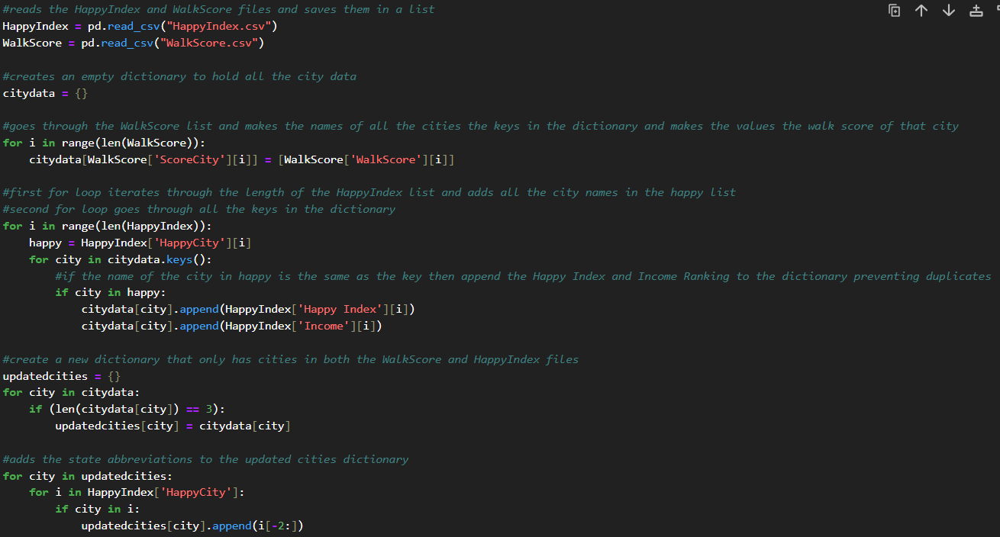 #reads the HappyIndex and WalkScore files and saves them in a list
HappyIndex = pd.read_csv("HappyIndex.csv")
WalkScore = pd.read_csv("WalkScore.csv")

#creates an empty dictionary to hold all the city data
citydata = {}

#goes through the WalkScore list and makes the names of all the cities the keys in the dictionary and makes the values the walk score of that city
for i in range(len(WalkScore)):
    citydata[WalkScore['ScoreCity'][i]] = [WalkScore['WalkScore'][i]]

#first for loop iterates through the length of the HappyIndex list and adds all the city names in the happy list
#second for loop goes through all the keys in the dictionary
for i in range(len(HappyIndex)):
    happy = HappyIndex['HappyCity'][i]
    for city in citydata.keys():
        #if the name of the city in happy is the same as the key then append the Happy Index and Income Ranking to the dictionary preventing duplicates
        if city in happy:
            citydata[city].append(HappyIndex['Happy Index'][i])
            citydata[city].append(HappyIndex['Income'][i])

#create a new dictionary that only has cities in both the WalkScore and HappyIndex files
updatedcities = {}
for city in citydata:
    if (len(citydata[city]) == 3):
        updatedcities[city] = citydata[city]

#adds the state abbreviations to the updated cities dictionary
for city in updatedcities:
    for i in HappyIndex['HappyCity']:
        if city in i:
            updatedcities[city].append(i[-2:])